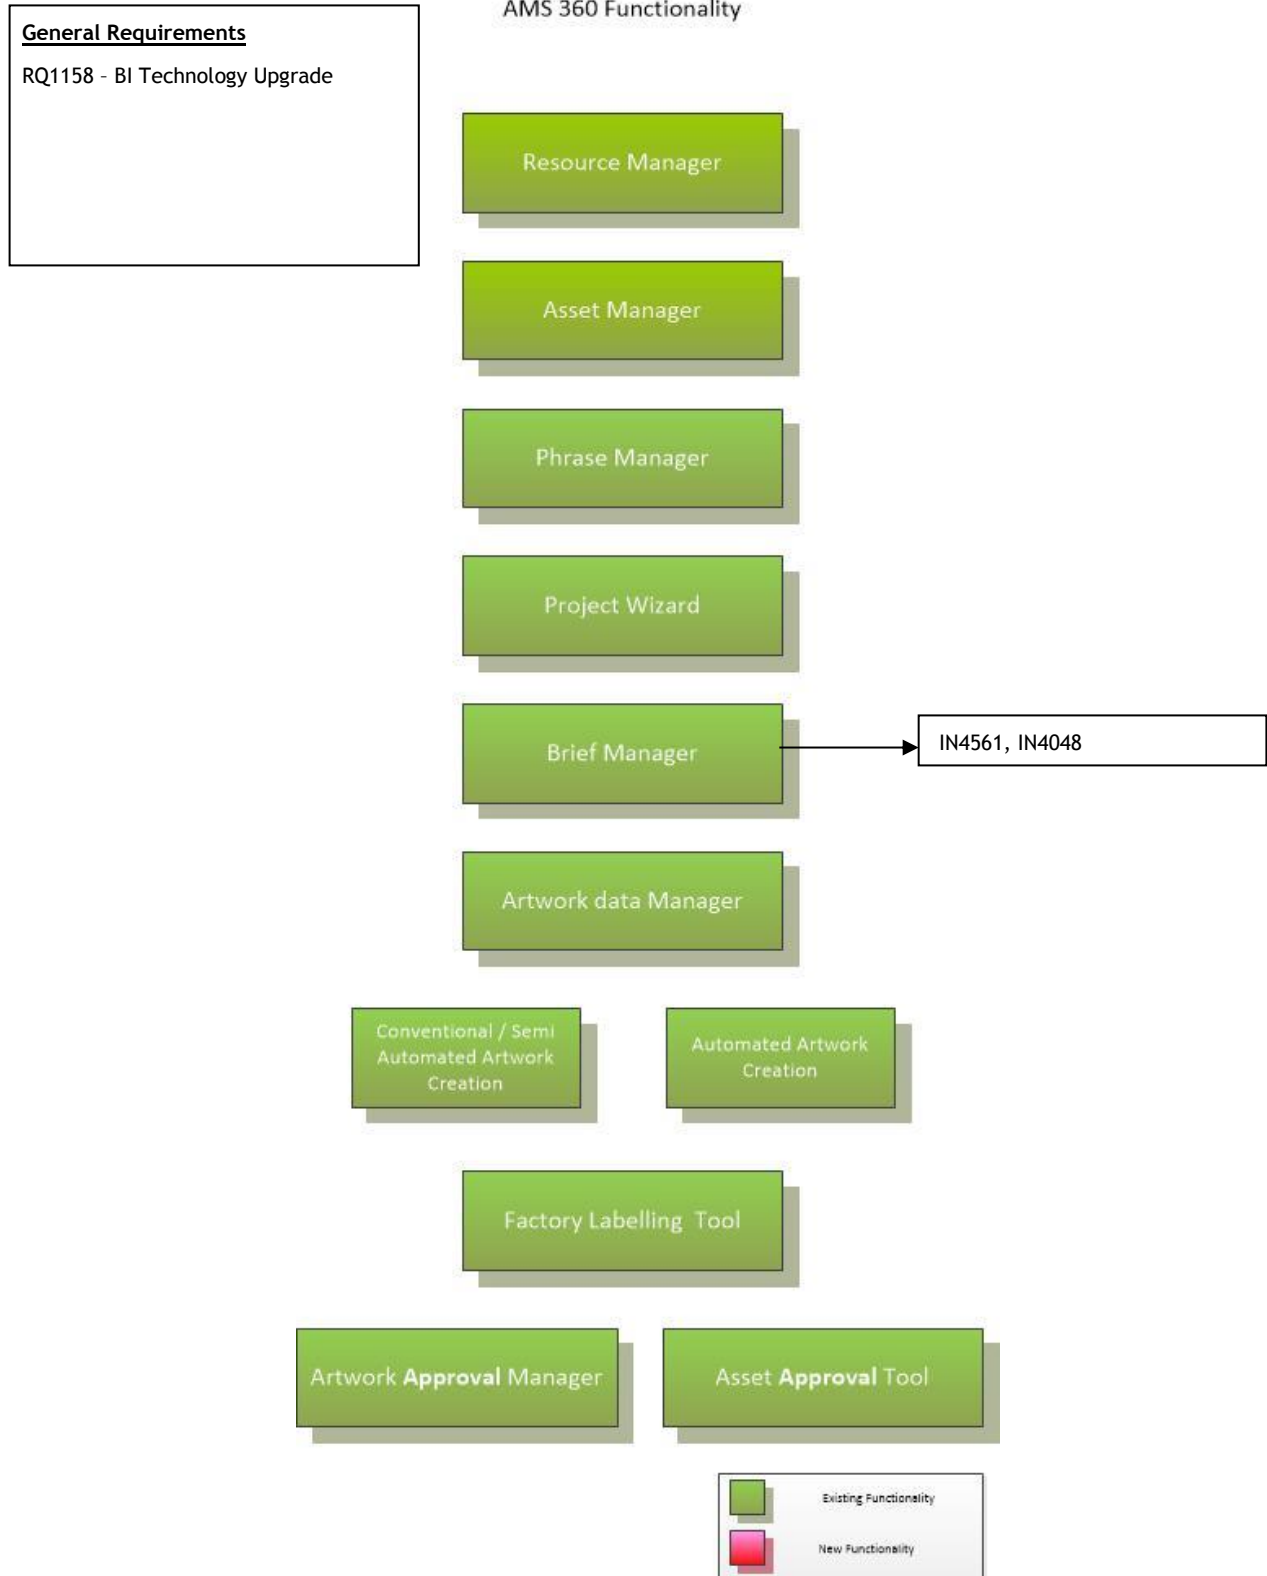 AMS 360 Functionality
General Requirements
RQ1158 – BI Technology Upgrade
Resource Manager
Asset Manager
Phrase Manager
Project Wizard
Brief Manager
IN4561, IN4048
Artwork data Manager
Conventional / Semi
Automated Artwork
Creation
Automated Artwork
Creation
Factory Labelling Tool
Artwork Approval Manager
Asset Approval Tool
Existing Functionality
New Functionality